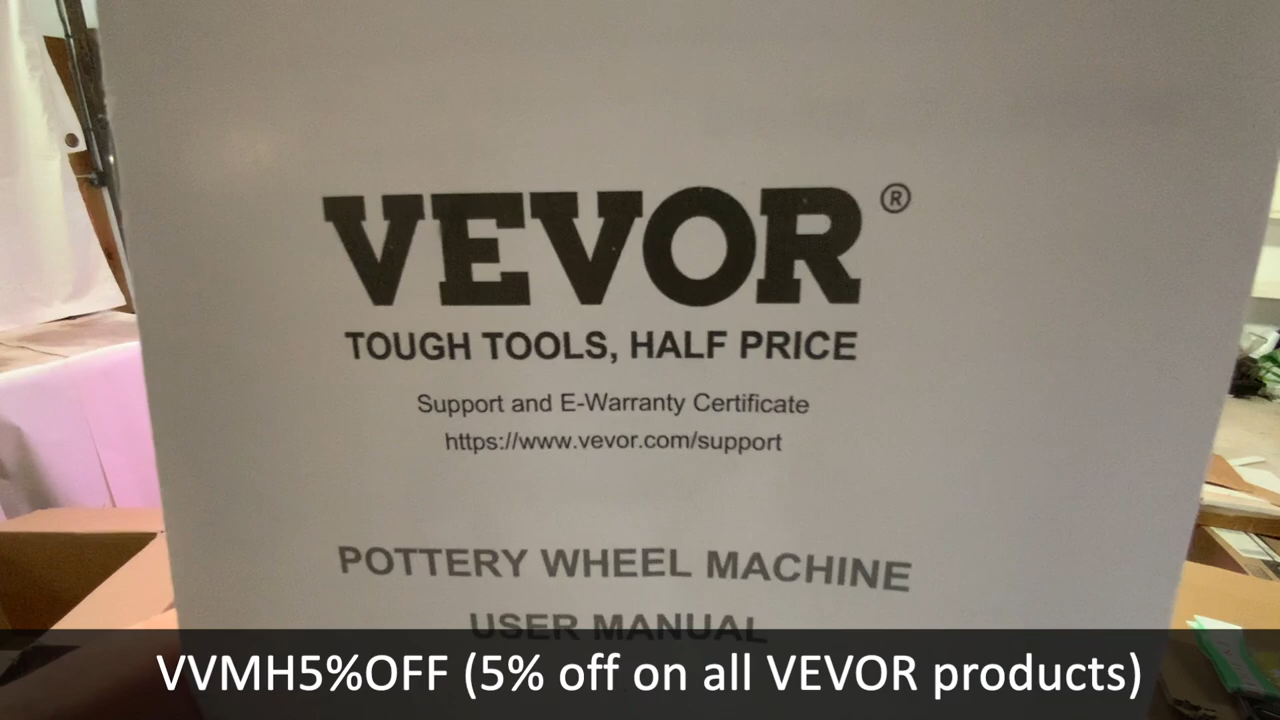 VEVOR®
TOUGH TOOLS, HALF PRICE
Support and E-Warranty Certificate
https://www.vevor.com/support
POTTERY WHEEL MACHINE
USER MANUAL
VVMH5%OFF (5% off on all VEVOR products)